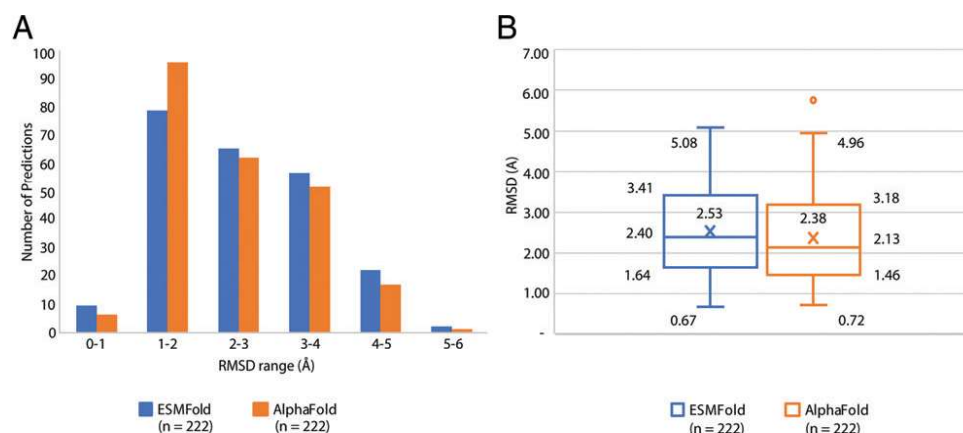 A
Number of Predictions
100
90
80
70
60
50
40
30
20
10
0
0-1 1-2 2-3 3-4 4-5 5-6
RMSD range (Å)
ESMFold AlphaFold
(n = 222) (n = 222)
B
RMSD (A)
7.00
6.00
5.00
4.00
3.00
2.00
1.00
-
5.08 4.96
3.41 3.18
2.53 2.38
2.40 2.13
1.64 1.46
0.67 0.72
ESMFold AlphaFold
(n = 222) (n = 222)